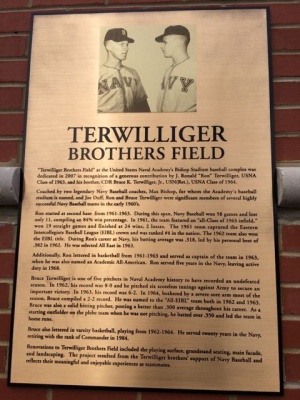 NAVY
VY
TERWILLIGER
BROTHERS FIELD
"Terwilliger Brothers Field" at the United States Naval Academy's Bishop Stadium baseball complex was
dedicated in 2007 in recognition of a generous contribution by J. Ronald "Ron" Terwilliger, USNA
Class of 1963, and his brother, CDR Bruce K. Terwilliger, Jr., USN(Ret.), USNA Class of 1964.
Coached by two legendary Navy Baseball coaches, Max Bishop, for whom the Academy's baseball
stadium is named, and Joe Duff, Ron and Bruce Terwilliger were significant members of several highly
successful Navy Baseball teams in the early 1960's.
Ron started at second base from 1961-1963. During this span, Navy Baseball won 56 games and lost
only 11, compiling an 84% win percentage. In 1961, the team featured an "all-Class of 1963 infield,"
won 19 straight games and finished at 24 wins, 2 losses. The 1961 team captured the Eastern
Intercollegiate Baseball League (EIBL) crown and was ranked #4 in the nation. The 1962 team also won
the EIBL title. During Ron's career at Navy, his batting average was .318, led by his personal best of
.362 in 1962. He was selected All East in 1963.
Additionally, Ron lettered in basketball from 1961-1963 and served as captain of the team in 1963,
when he was also named an Academic All-American. Ron served five years in the Navy, leaving active
duty in 1968.
Bruce Terwilliger is one of five pitchers in Naval Academy history to have recorded an undefeated
season. In 1962, his record was 9-0 and he pitched six scoreless innings against Army to secure an
important victory. In 1963, his record was 6-2. In 1964, hindered by a severe sore arm most of the
season, Bruce compiled a 2-2 record. He was named to the "All-EIBL" team both in 1962 and 1963.
Bruce was also a solid hitting pitcher, posting a better than .300 average throughout his career. As a
starting outfielder on the plebe team when he was not pitching, he batted over .350 and led the team in
home runs.
Bruce also lettered in varsity basketball, playing from 1962-1964. He served twenty years in the Navy,
retiring with the rank of Commander in 1984.
Renovations to Terwilliger Brothers Field included the playing surface, grandstand seating, main facade,
and landscaping. The project resulted from the Terwilliger brothers' support of Navy Baseball and
reflects their meaningful and enjoyable experiences as teammates.